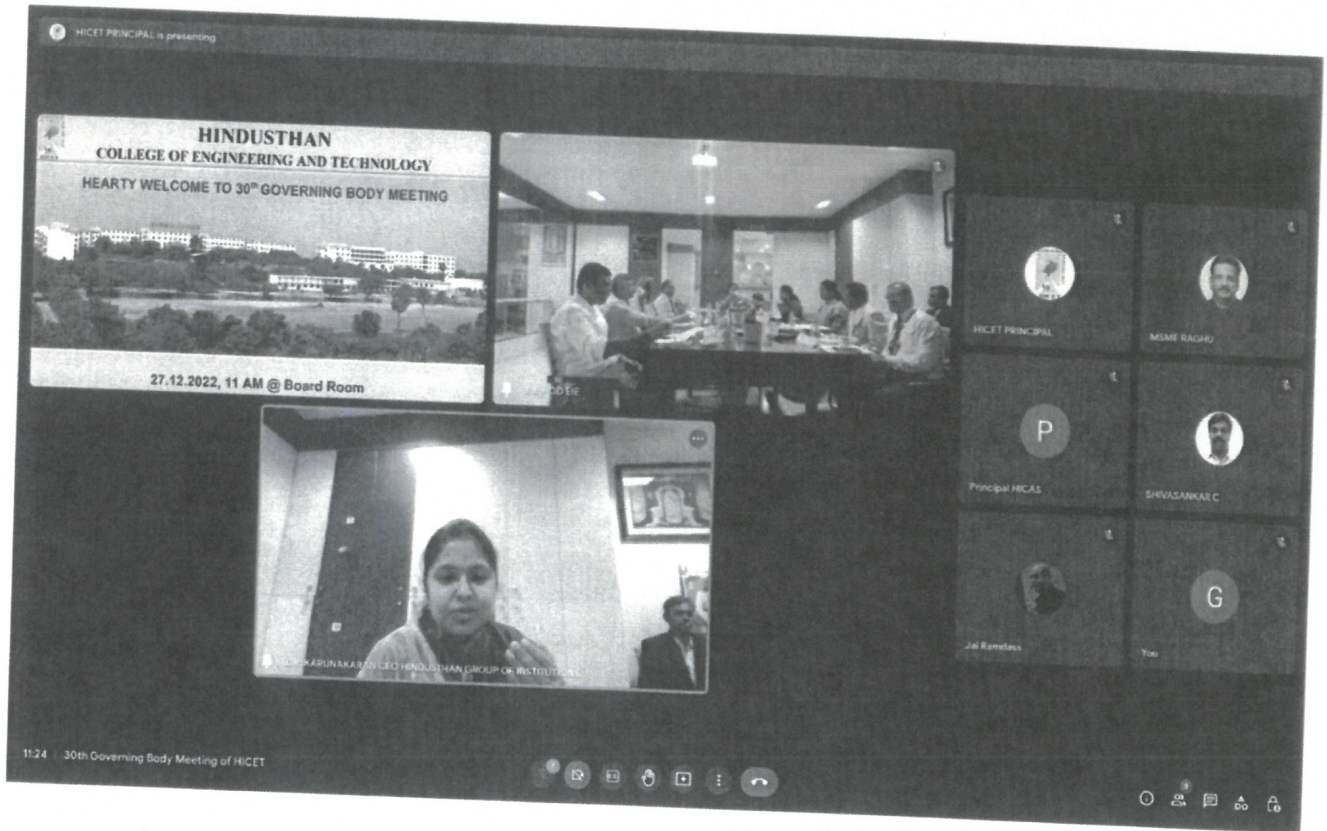 HICET PRINCIPAL is presenting
HINDUSTHAN
COLLEGE OF ENGINEERING AND TECHNOLOGY
HEARTY WELCOME TO 30th GOVERNING BODY MEETING
27.12.2022, 11 AM @ Board Room
EIE
HICET PRINCIPAL
MSME RAGHU
P
Principal HICAS
SHIVASANKAR C
Jai Ramdass
G
You
KARUNAKARAN CEO HINDUSTHAN GROUP OF INSTITUTIONS
11:24 | 30th Governing Body Meeting of HICET